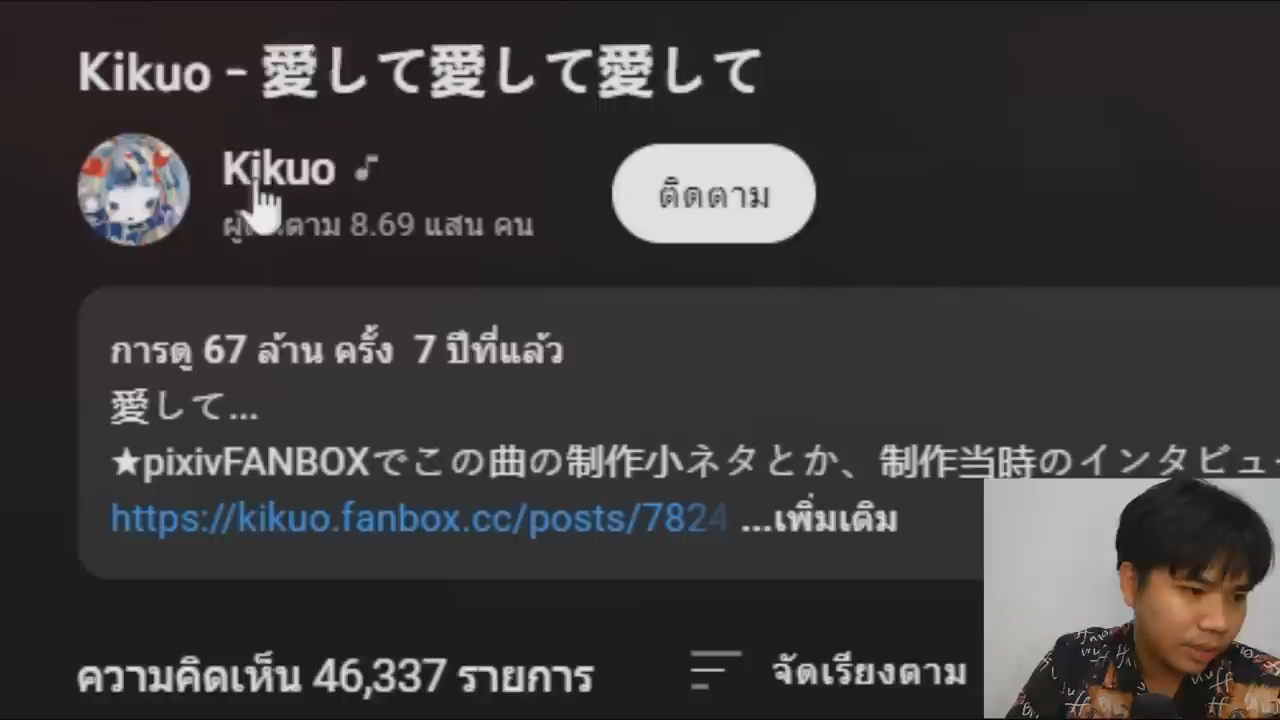 Kikuo - 愛して愛して愛して
Kikuo
8.69 แสน คน
ติดตาม
การดู 67 ล้าน ครั้ง 7 ปีที่แล้ว
愛して...
★pixivFANBOXでこの曲の制作小ネタとか、制作当時のインタビュー
https://kikuo.fanbox.cc/posts/7824 ...เพิ่มเติม
ความคิดเห็น 46,337 รายการ
จัดเรียงตาม